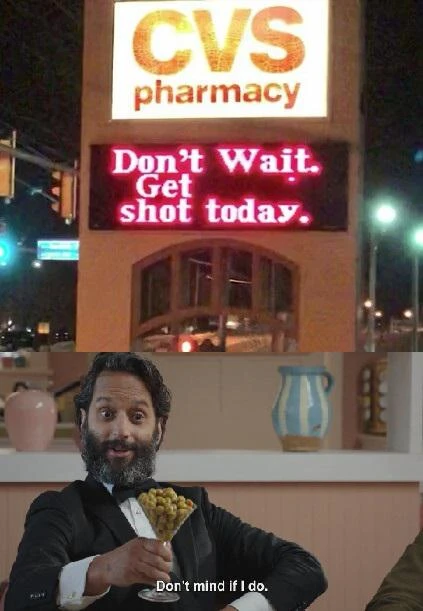 CVS
pharmacy
Don't Wait.
Get
shot today.
Don't mind if I do.